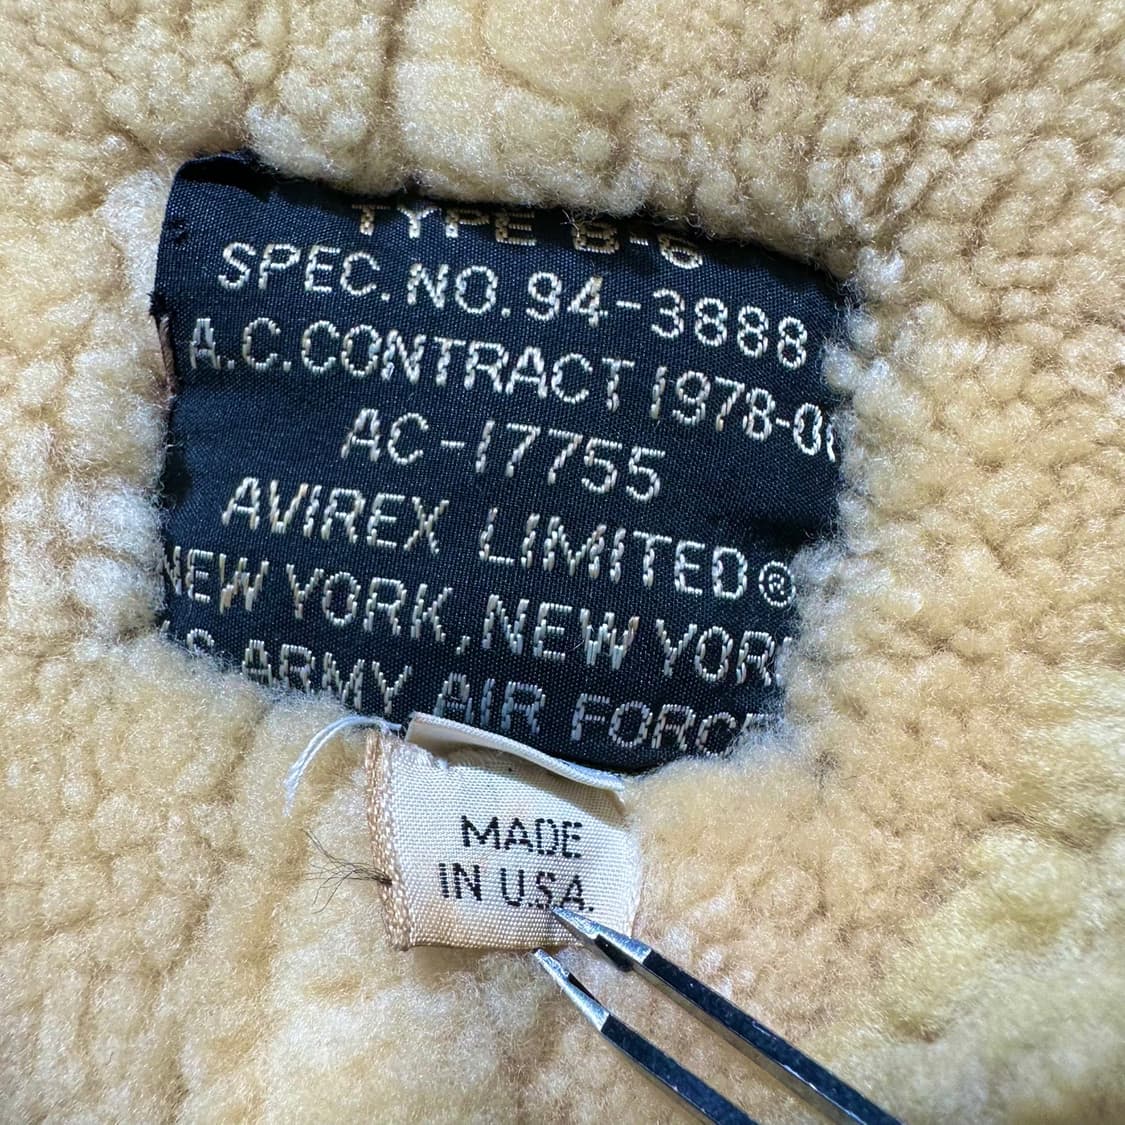 TYPE B-6
SPEC. NO. 94-3888
A.C. CONTRACT 1978-0
AC-17755
AVIREX LIMITED®
NEW YORK, NEW YOR
S ARMY AIR FORCE
MADE
IN U.S.A.